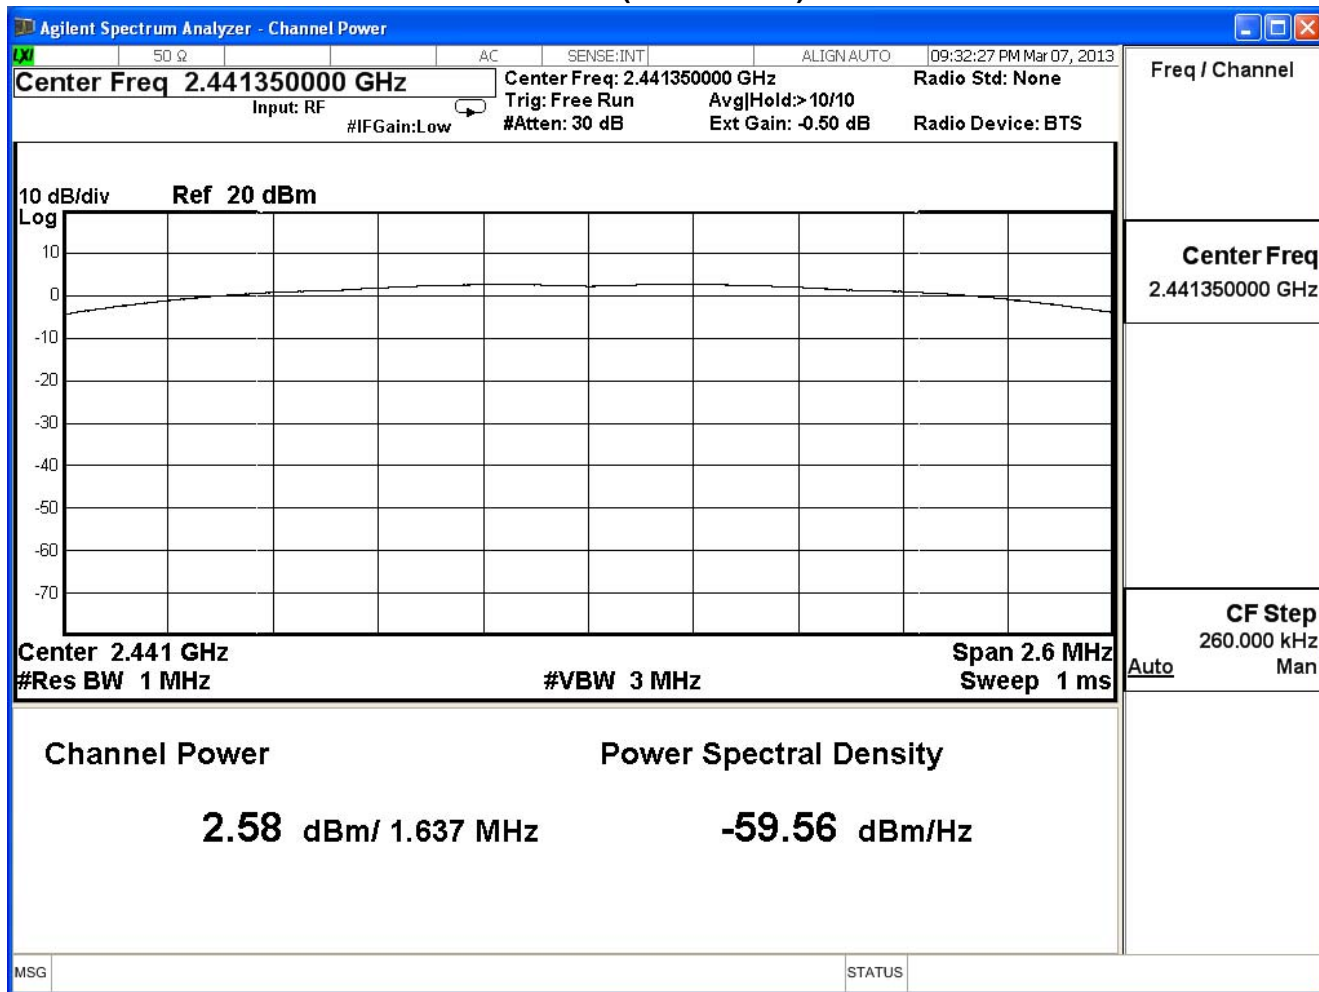 Agilent Spectrum Analyzer - Channel Power
LXI 50 Ω AC SENSE:INT ALIGN AUTO 09:32:27 PM Mar 07, 2013
Center Freq 2.441350000 GHz
Input: RF
#IFGain:Low
Center Freq: 2.441350000 GHz
Trig: Free Run Avg|Hold:>10/10
#Atten: 30 dB Ext Gain: -0.50 dB
Radio Std: None
Radio Device: BTS
10 dB/div Ref 20 dBm
Log
10
0
-10
-20
-30
-40
-50
-60
-70
Center 2.441 GHz Span 2.6 MHz
#Res BW 1 MHz #VBW 3 MHz Sweep 1 ms
Channel Power Power Spectral Density
2.58 dBm/ 1.637 MHz -59.56 dBm/Hz
MSG STATUS
Freq / Channel
Center Freq
2.441350000 GHz
CF Step
260.000 kHz
Auto Man